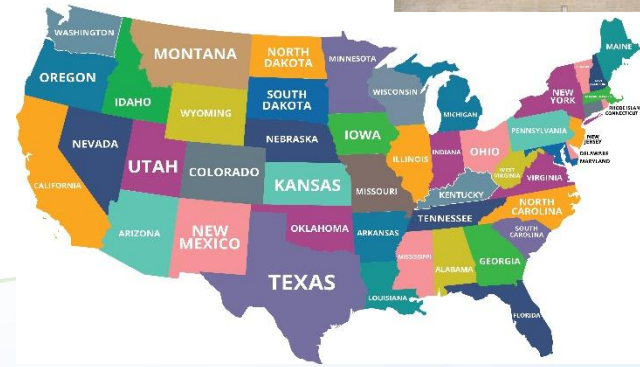 WASHINGTON
MONTANA
NORTH
DAKOTA
MINNESOTA
MAINE
OREGON
IDAHO
WYOMING
SOUTH
DAKOTA
WISCONSIN
MICHIGAN
NEW
YORK
RHODE ISLAN
CONNECTICUT
NEVADA
UTAH
COLORADO
NEBRASKA
IOWA
ILLINOIS
INDIANA
OHIO
PENNSYLVANIA
NEW
JERSEY
DELAWARE
MARYLAND
CALIFORNIA
KANSAS
MISSOURI
KENTUCKY
WEST
VIRGINIA
VIRGINIA
ARIZONA
NEW
MEXICO
OKLAHOMA
ARKANSAS
TENNESSEE
NORTH
CAROLINA
SOUTH
CAROLINA
TEXAS
LOUISIANA
MISSISSIPPI
ALABAMA
GEORGIA
FLORIDA